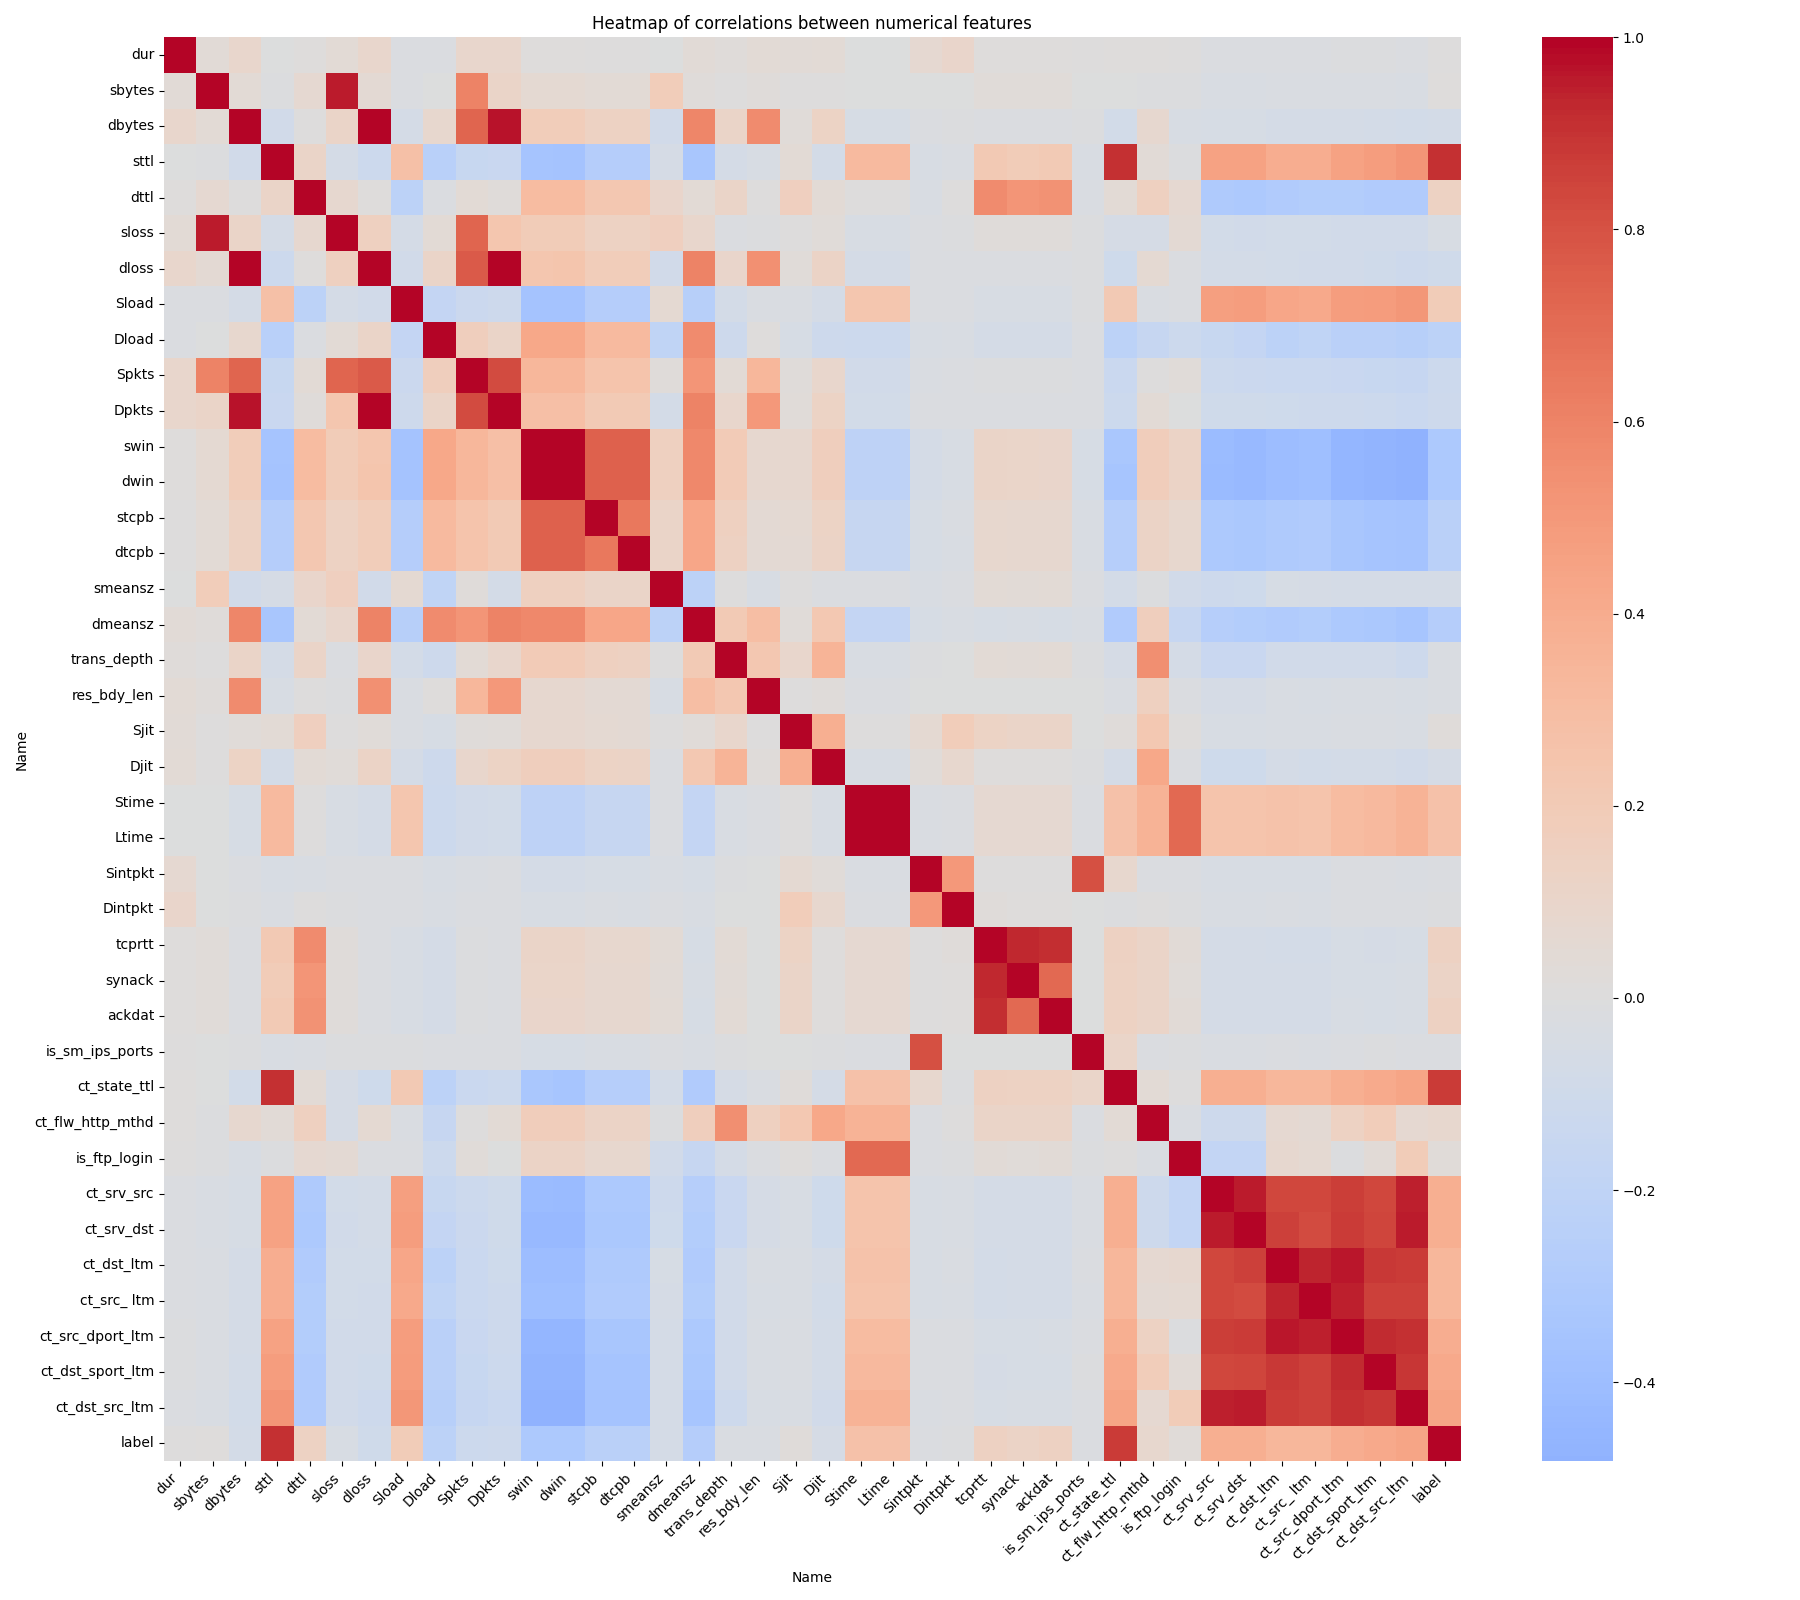 Heatmap of correlations between numerical features
dur
sbytes
dbytes
sttl
dttl
sloss
dloss
Sload
Dload
Spkts
Dpkts
swin
dwin
stcpb
dtcpb
smeansz
dmeansz
trans_depth
res_bdy_len
Sjit
Djit
Stime
Ltime
Sintpkt
Dintpkt
tcprtt
synack
ackdat
is_sm_ips_ports
ct_state_ttl
ct_flw_http_mthd
is_ftp_login
ct_srv_src
ct_srv_dst
ct_dst_ltm
ct_src_ ltm
ct_src_dport_ltm
ct_dst_sport_ltm
ct_dst_src_ltm
label
Name
dur
sbytes
dbytes
sttl
dttl
sloss
dloss
Sload
Dload
Spkts
Dpkts
swin
dwin
stcpb
dtcpb
smeansz
dmeansz
trans_depth
res_bdy_len
Sjit
Djit
Stime
Ltime
Sintpkt
Dintpkt
tcprtt
synack
ackdat
is_sm_ips_ports
ct_state_ttl
ct_flw_http_mthd
is_ftp_login
ct_srv_src
ct_srv_dst
ct_dst_ltm
ct_src_ ltm
ct_src_dport_ltm
ct_dst_sport_ltm
ct_dst_src_ltm
label
Name
1.0
0.8
0.6
0.4
0.2
0.0
−0.2
−0.4